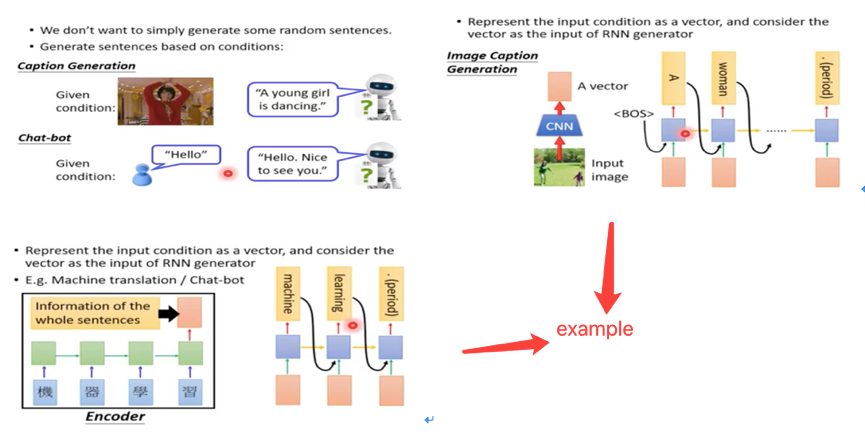 • We don't want to simply generate some random sentences.
• Generate sentences based on conditions:
Caption Generation
Given
condition:
"A young girl
is dancing."
?
Chat-bot
Given
condition:
"Hello"
"Hello. Nice
to see you."
?
• Represent the input condition as a vector, and consider the
vector as the input of RNN generator
Image Caption
Generation
A vector
CNN
Input
image
<BOS>
A
woman
......
. (period)
• Represent the input condition as a vector, and consider the
vector as the input of RNN generator
• E.g. Machine translation / Chat-bot
Information of the
whole sentences
機
器
學
習
Encoder
machine
learning
. (period)
example